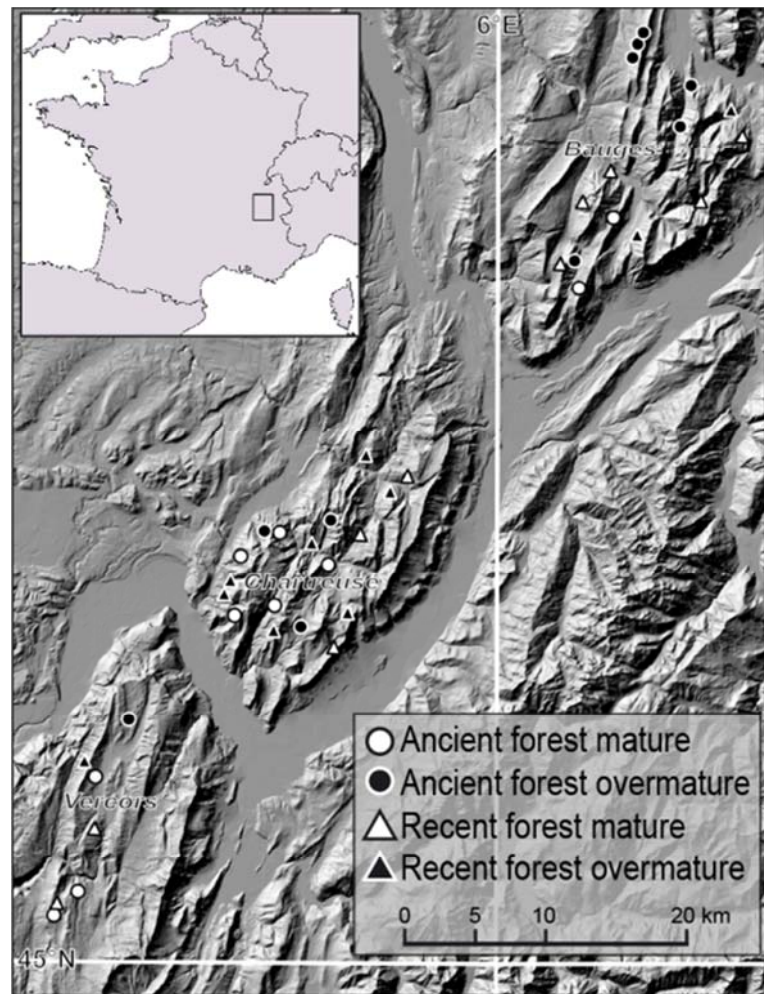 6°E
Bauges
Chartreuse
Vercors
Ancient forest mature
Ancient forest overmature
Recent forest mature
Recent forest overmature
0 5 10 20 km
45°N